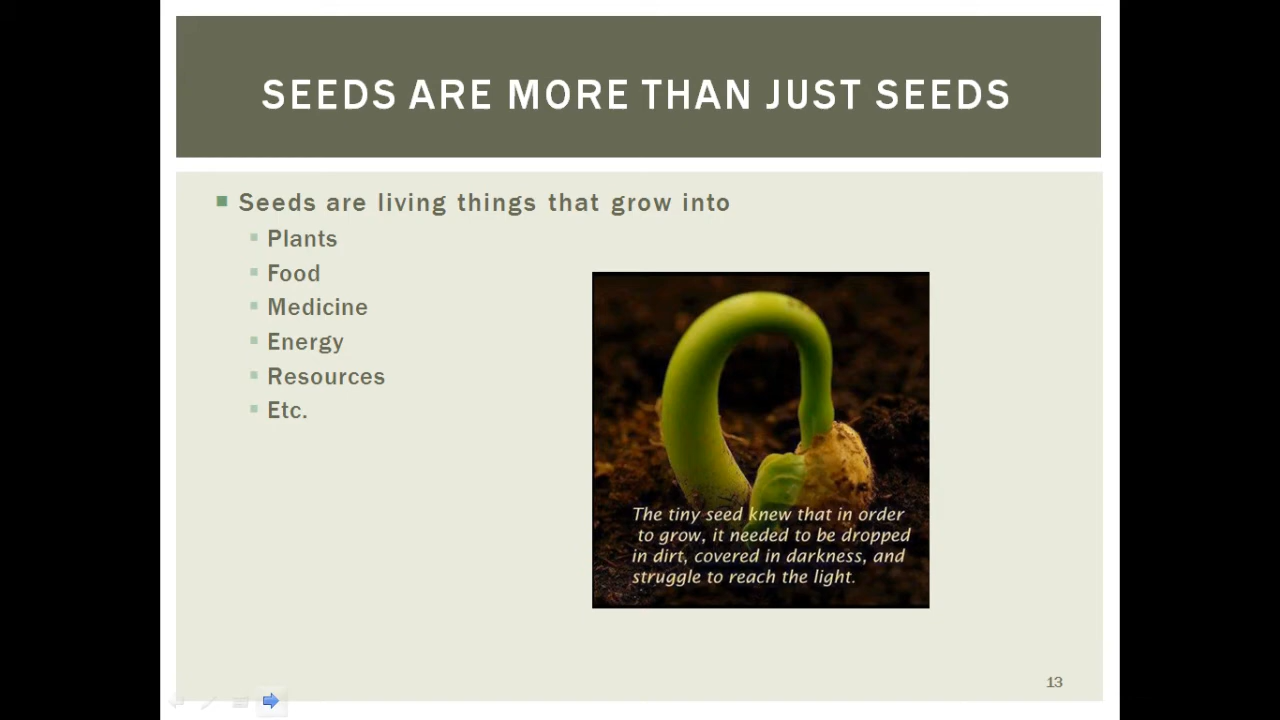 SEEDS ARE MORE THAN JUST SEEDS
Seeds are living things that grow into
Plants
Food
Medicine
Energy
Resources
Etc.
The tiny seed knew that in order
to grow, it needed to be dropped
in dirt, covered in darkness, and
struggle to reach the light.
13